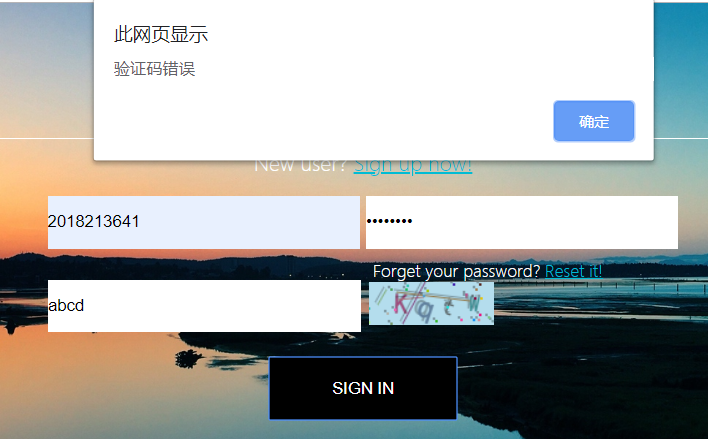 此网页显示
验证码错误
确定
New user? Sign up now!
2018213641
••••••••
Forget your password? Reset it!
abcd
KqtW
SIGN IN